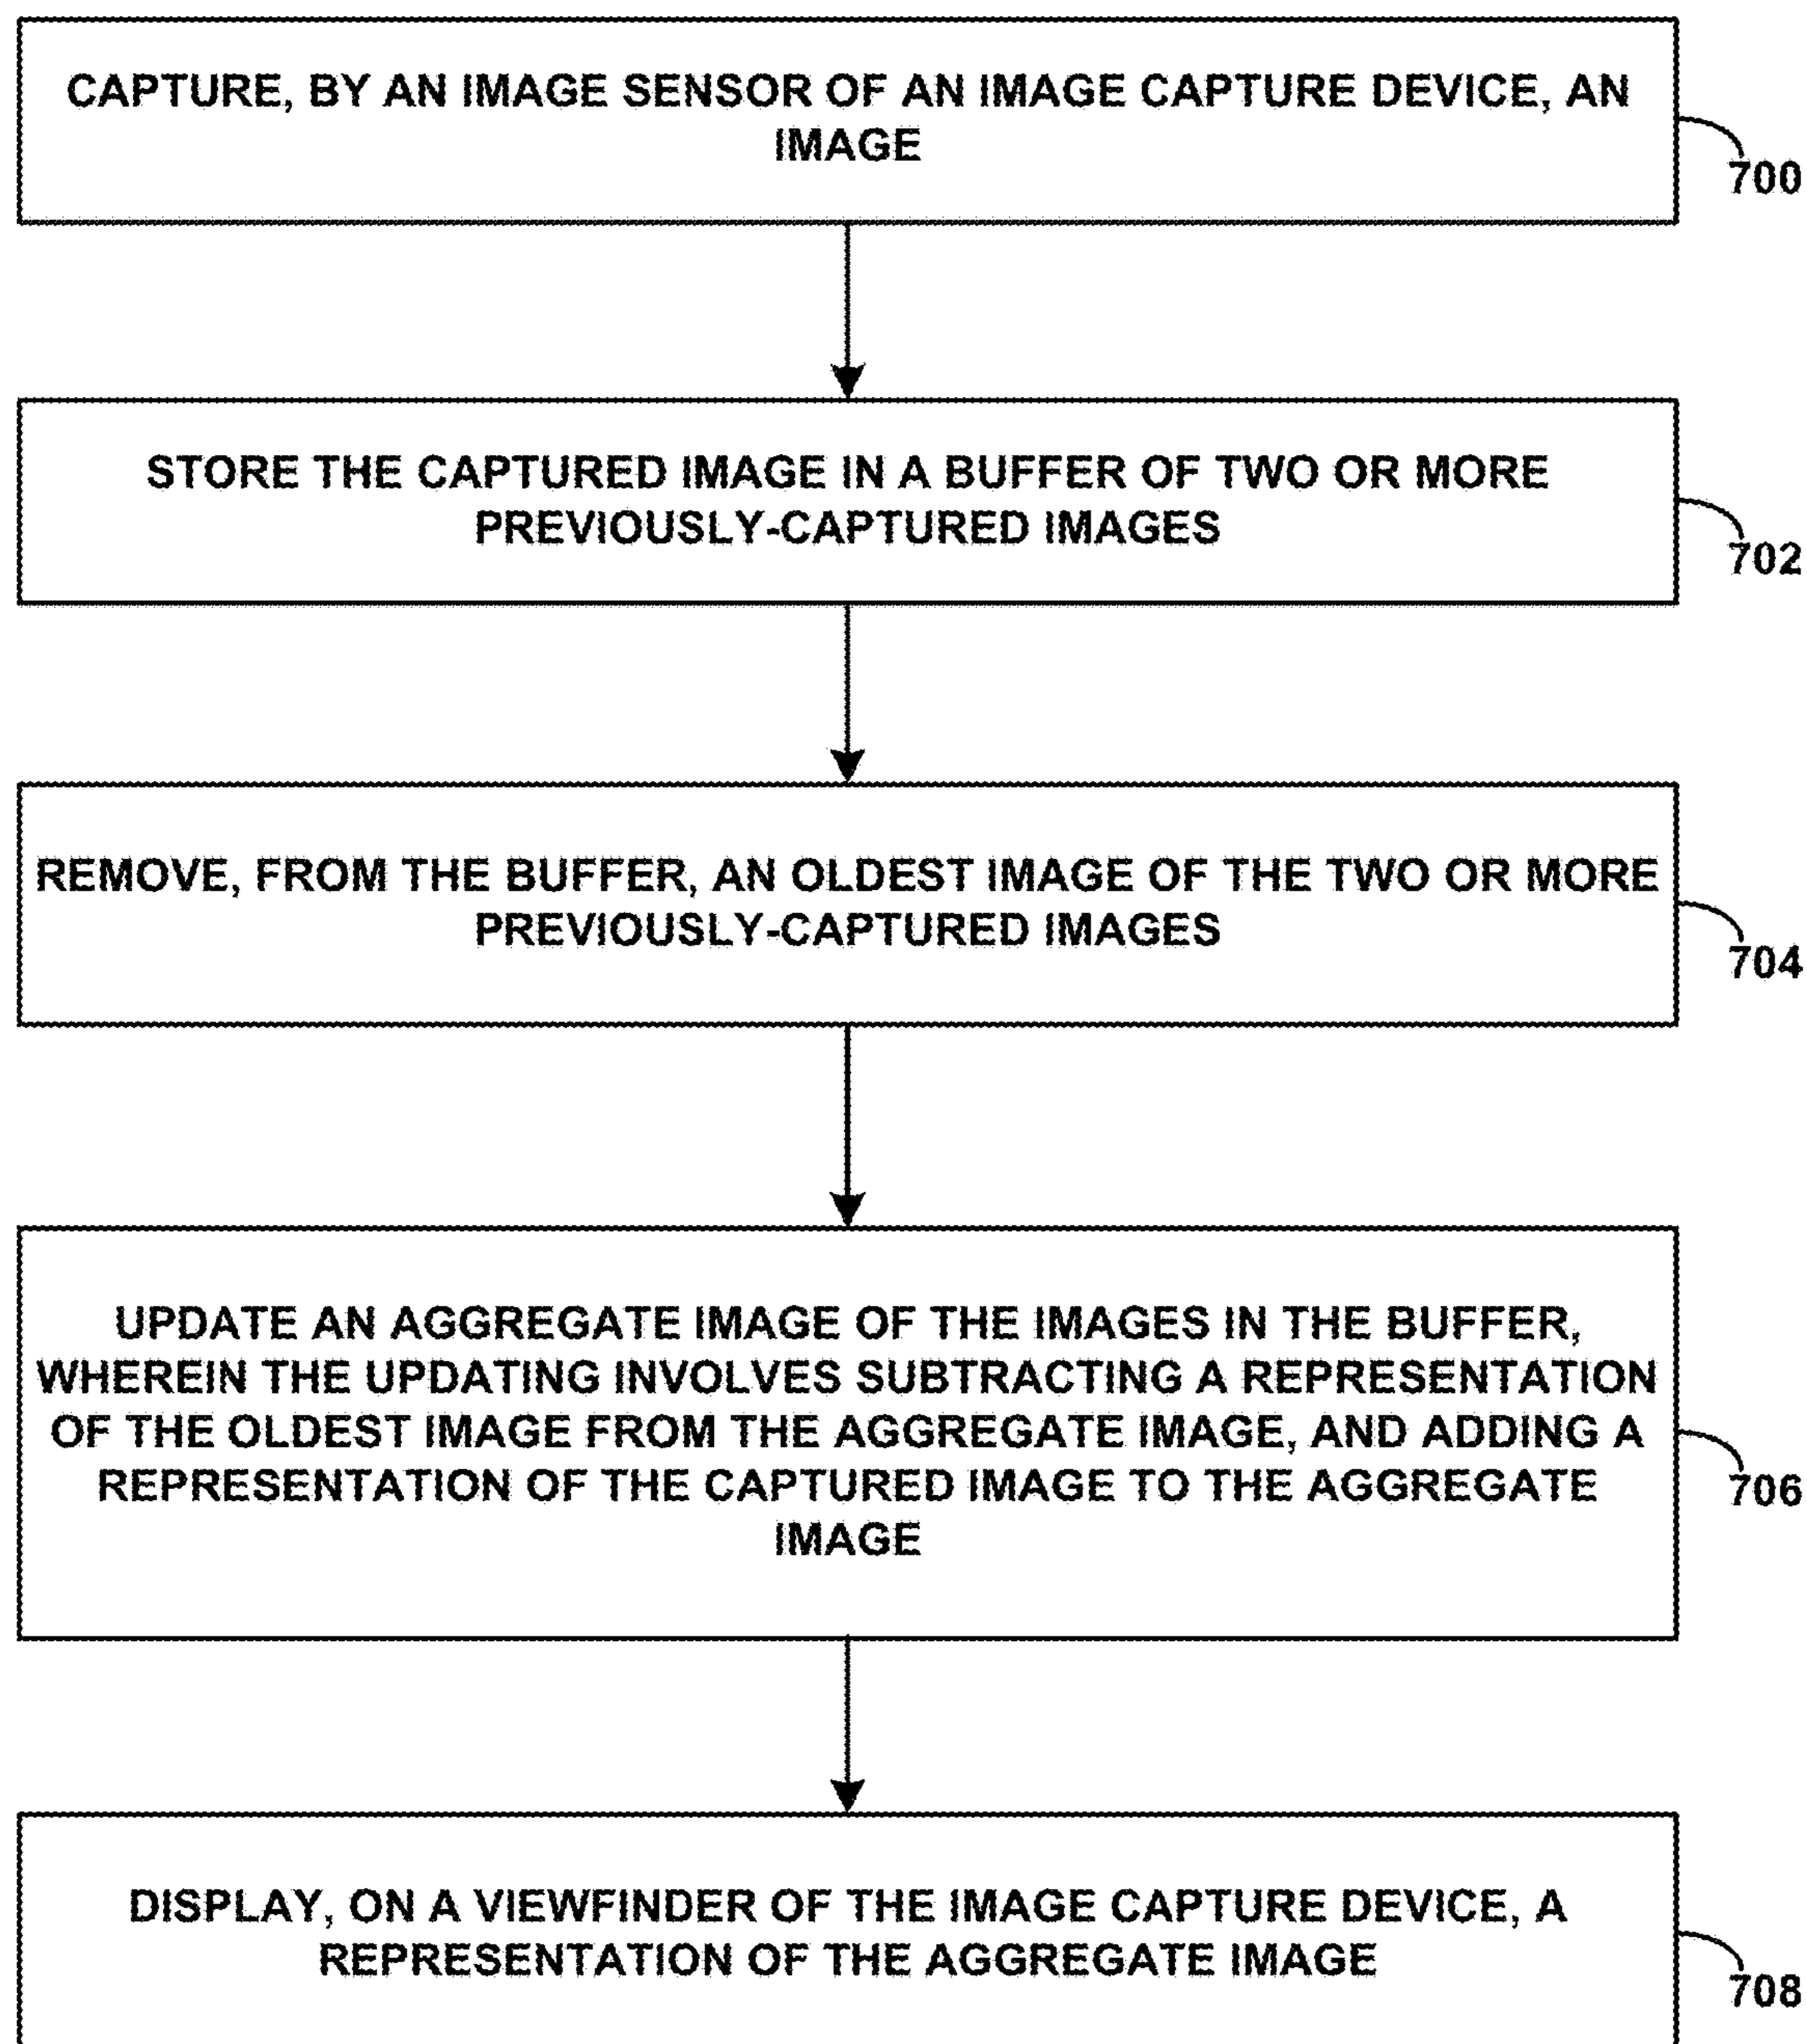 CAPTURE, BY AN IMAGE SENSOR OF AN IMAGE CAPTURE DEVICE, AN
IMAGE
700
STORE THE CAPTURED IMAGE IN A BUFFER OF TWO OR MORE
PREVIOUSLY-CAPTURED IMAGES
702
REMOVE, FROM THE BUFFER, AN OLDEST IMAGE OF THE TWO OR MORE
PREVIOUSLY-CAPTURED IMAGES
704
UPDATE AN AGGREGATE IMAGE OF THE IMAGES IN THE BUFFER,
WHEREIN THE UPDATING INVOLVES SUBTRACTING A REPRESENTATION
OF THE OLDEST IMAGE FROM THE AGGREGATE IMAGE, AND ADDING A
REPRESENTATION OF THE CAPTURED IMAGE TO THE AGGREGATE
IMAGE
706
DISPLAY, ON A VIEWFINDER OF THE IMAGE CAPTURE DEVICE, A
REPRESENTATION OF THE AGGREGATE IMAGE
708